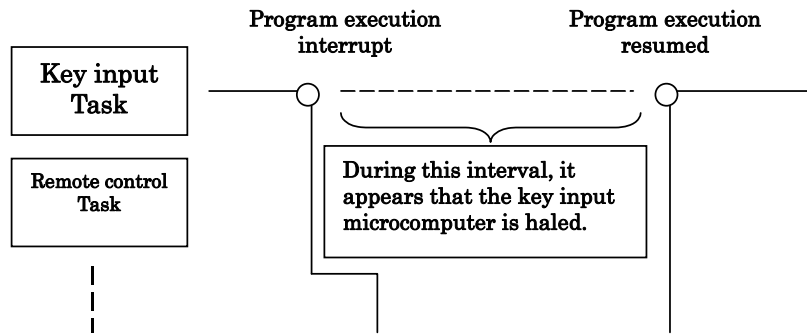 Program execution
interrupt
Program execution
resumed
Key input
Task
During this interval, it
appears that the key input
microcomputer is haled.
Remote control
Task